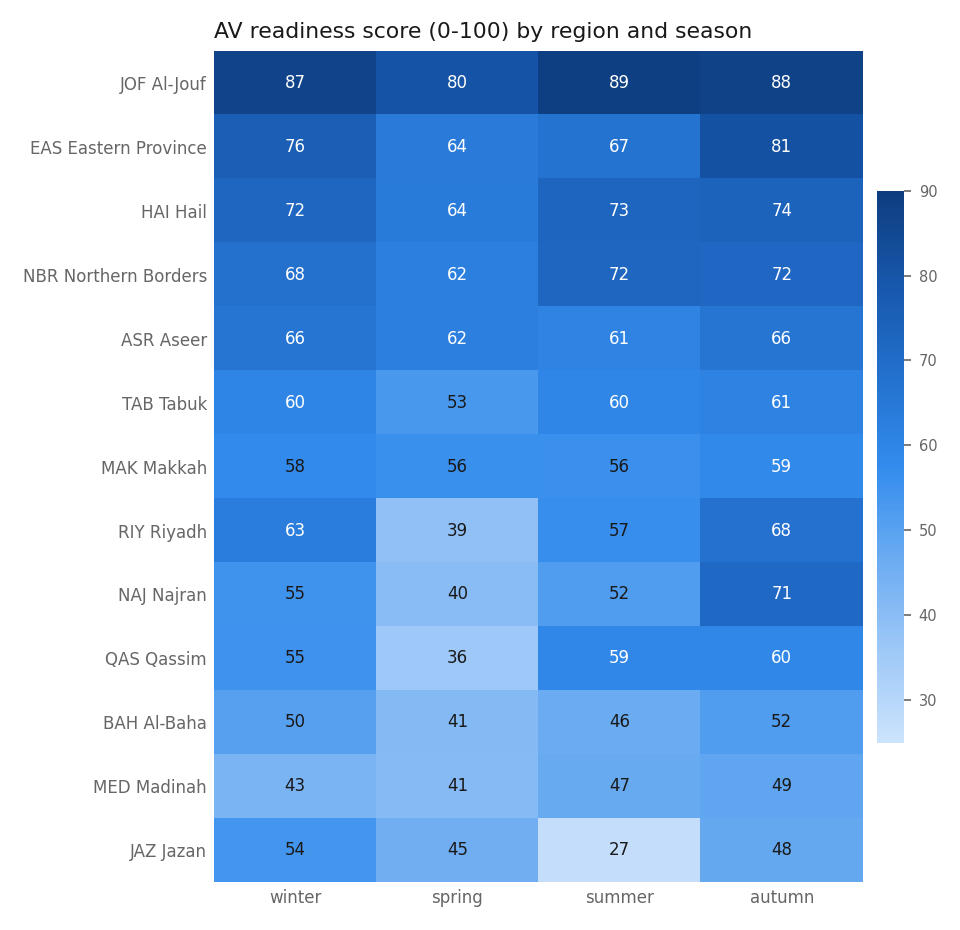 AV readiness score (0-100) by region and season
JOF Al-Jouf 87 80 89 88
EAS Eastern Province 76 64 67 81
HAI Hail 72 64 73 74
NBR Northern Borders 68 62 72 72
ASR Aseer 66 62 61 66
TAB Tabuk 60 53 60 61
MAK Makkah 58 56 56 59
RIY Riyadh 63 39 57 68
NAJ Najran 55 40 52 71
QAS Qassim 55 36 59 60
BAH Al-Baha 50 41 46 52
MED Madinah 43 41 47 49
JAZ Jazan 54 45 27 48
winter spring summer autumn
90
80
70
60
50
40
30